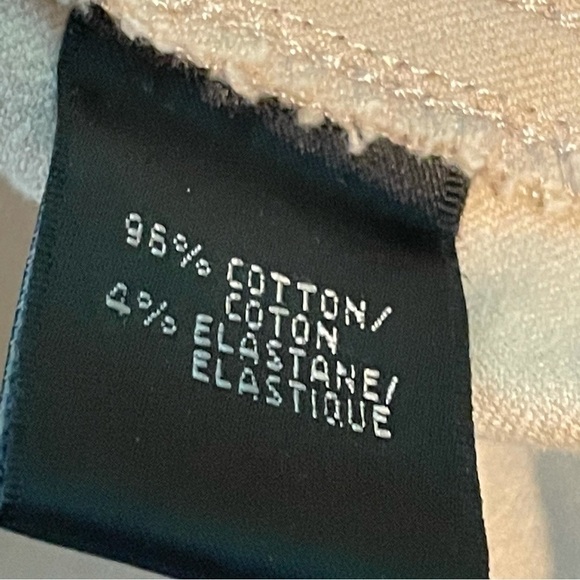 96% COTTON/
COTON
4% ELASTANE/
ELASTIQUE